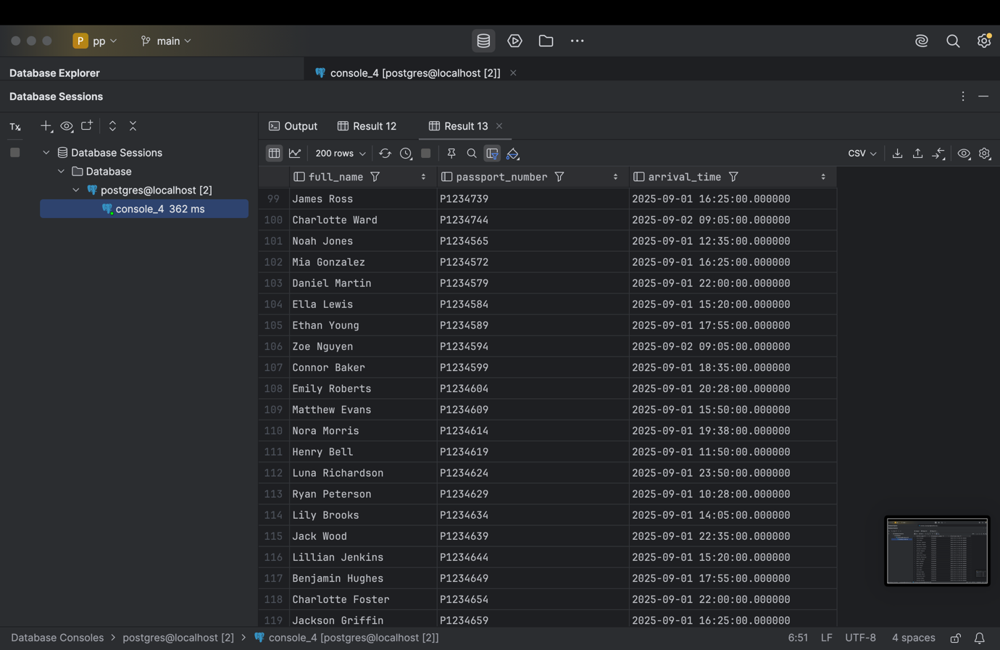 P pp main
Database Explorer
console_4 [postgres@localhost [2]]
Database Sessions
Tx
Output Result 12 Result 13
200 rows CSV
Database Sessions
Database
postgres@localhost [2]
console_4 362 ms
full_name passport_number arrival_time
99 James Ross P1234739 2025-09-01 16:25:00.000000
100 Charlotte Ward P1234744 2025-09-02 09:05:00.000000
101 Noah Jones P1234565 2025-09-01 12:35:00.000000
102 Mia Gonzalez P1234572 2025-09-01 16:25:00.000000
103 Daniel Martin P1234579 2025-09-01 22:00:00.000000
104 Ella Lewis P1234584 2025-09-01 15:20:00.000000
105 Ethan Young P1234589 2025-09-01 17:55:00.000000
106 Zoe Nguyen P1234594 2025-09-02 09:05:00.000000
107 Connor Baker P1234599 2025-09-01 18:35:00.000000
108 Emily Roberts P1234604 2025-09-01 20:28:00.000000
109 Matthew Evans P1234609 2025-09-01 15:50:00.000000
110 Nora Morris P1234614 2025-09-01 19:38:00.000000
111 Henry Bell P1234619 2025-09-01 11:50:00.000000
112 Luna Richardson P1234624 2025-09-01 23:50:00.000000
113 Ryan Peterson P1234629 2025-09-01 10:28:00.000000
114 Lily Brooks P1234634 2025-09-01 14:05:00.000000
115 Jack Wood P1234639 2025-09-01 22:35:00.000000
116 Lillian Jenkins P1234644 2025-09-01 15:20:00.000000
117 Benjamin Hughes P1234649 2025-09-01 17:55:00.000000
118 Charlotte Foster P1234654 2025-09-01 22:00:00.000000
119 Jackson Griffin P1234659 2025-09-01 16:25:00.000000
Database Consoles > postgres@localhost [2] > console_4 [postgres@localhost [2]] 6:51 LF UTF-8 4 spaces